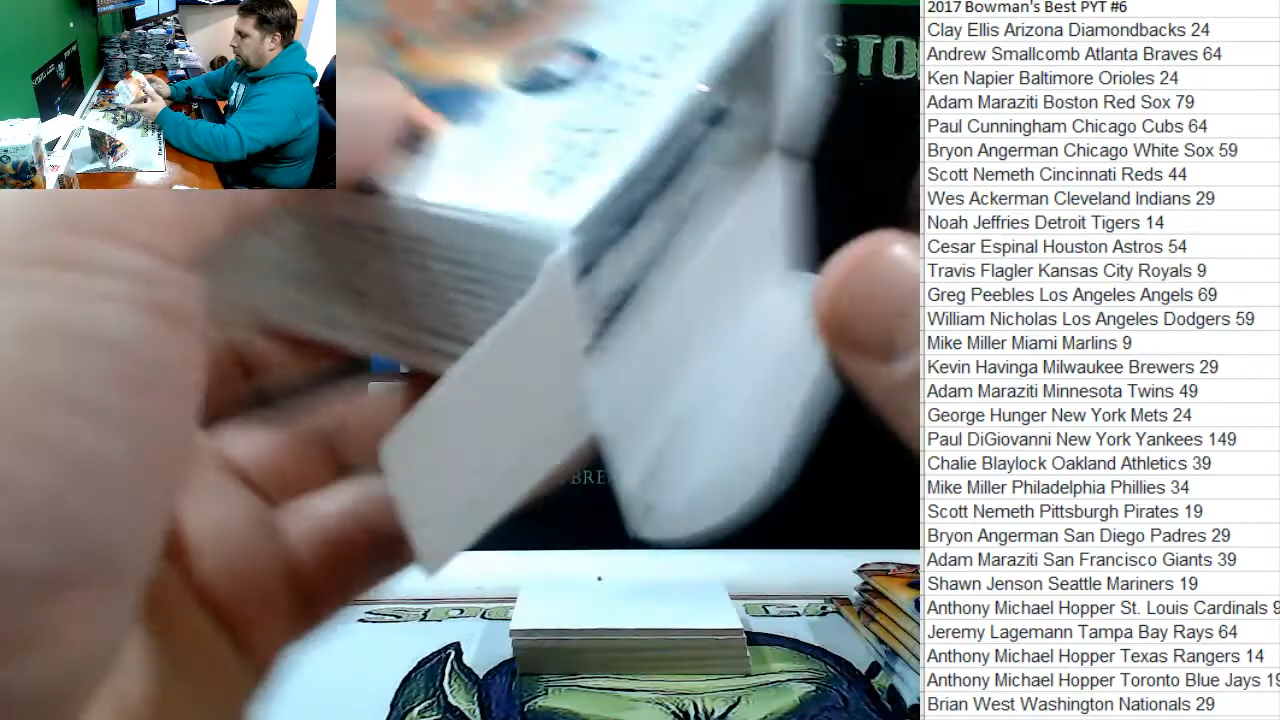 2017 Bowman's Best PYT #6
Clay Ellis Arizona Diamondbacks 24
Andrew Smallcomb Atlanta Braves 64
Ken Napier Baltimore Orioles 24
Adam Maraziti Boston Red Sox 79
Paul Cunningham Chicago Cubs 64
Bryon Angerman Chicago White Sox 59
Scott Nemeth Cincinnati Reds 44
Wes Ackerman Cleveland Indians 29
Noah Jeffries Detroit Tigers 14
Cesar Espinal Houston Astros 54
Travis Flagler Kansas City Royals 9
Greg Peebles Los Angeles Angels 69
William Nicholas Los Angeles Dodgers 59
Mike Miller Miami Marlins 9
Kevin Havinga Milwaukee Brewers 29
Adam Maraziti Minnesota Twins 49
George Hunger New York Mets 24
Paul DiGiovanni New York Yankees 149
Chalie Blaylock Oakland Athletics 39
Mike Miller Philadelphia Phillies 34
Scott Nemeth Pittsburgh Pirates 19
Bryon Angerman San Diego Padres 29
Adam Maraziti San Francisco Giants 39
Shawn Jenson Seattle Mariners 19
Anthony Michael Hopper St. Louis Cardinals 9
Jeremy Lagemann Tampa Bay Rays 64
Anthony Michael Hopper Texas Rangers 14
Anthony Michael Hopper Toronto Blue Jays 19
Brian West Washington Nationals 29
STO
BRE